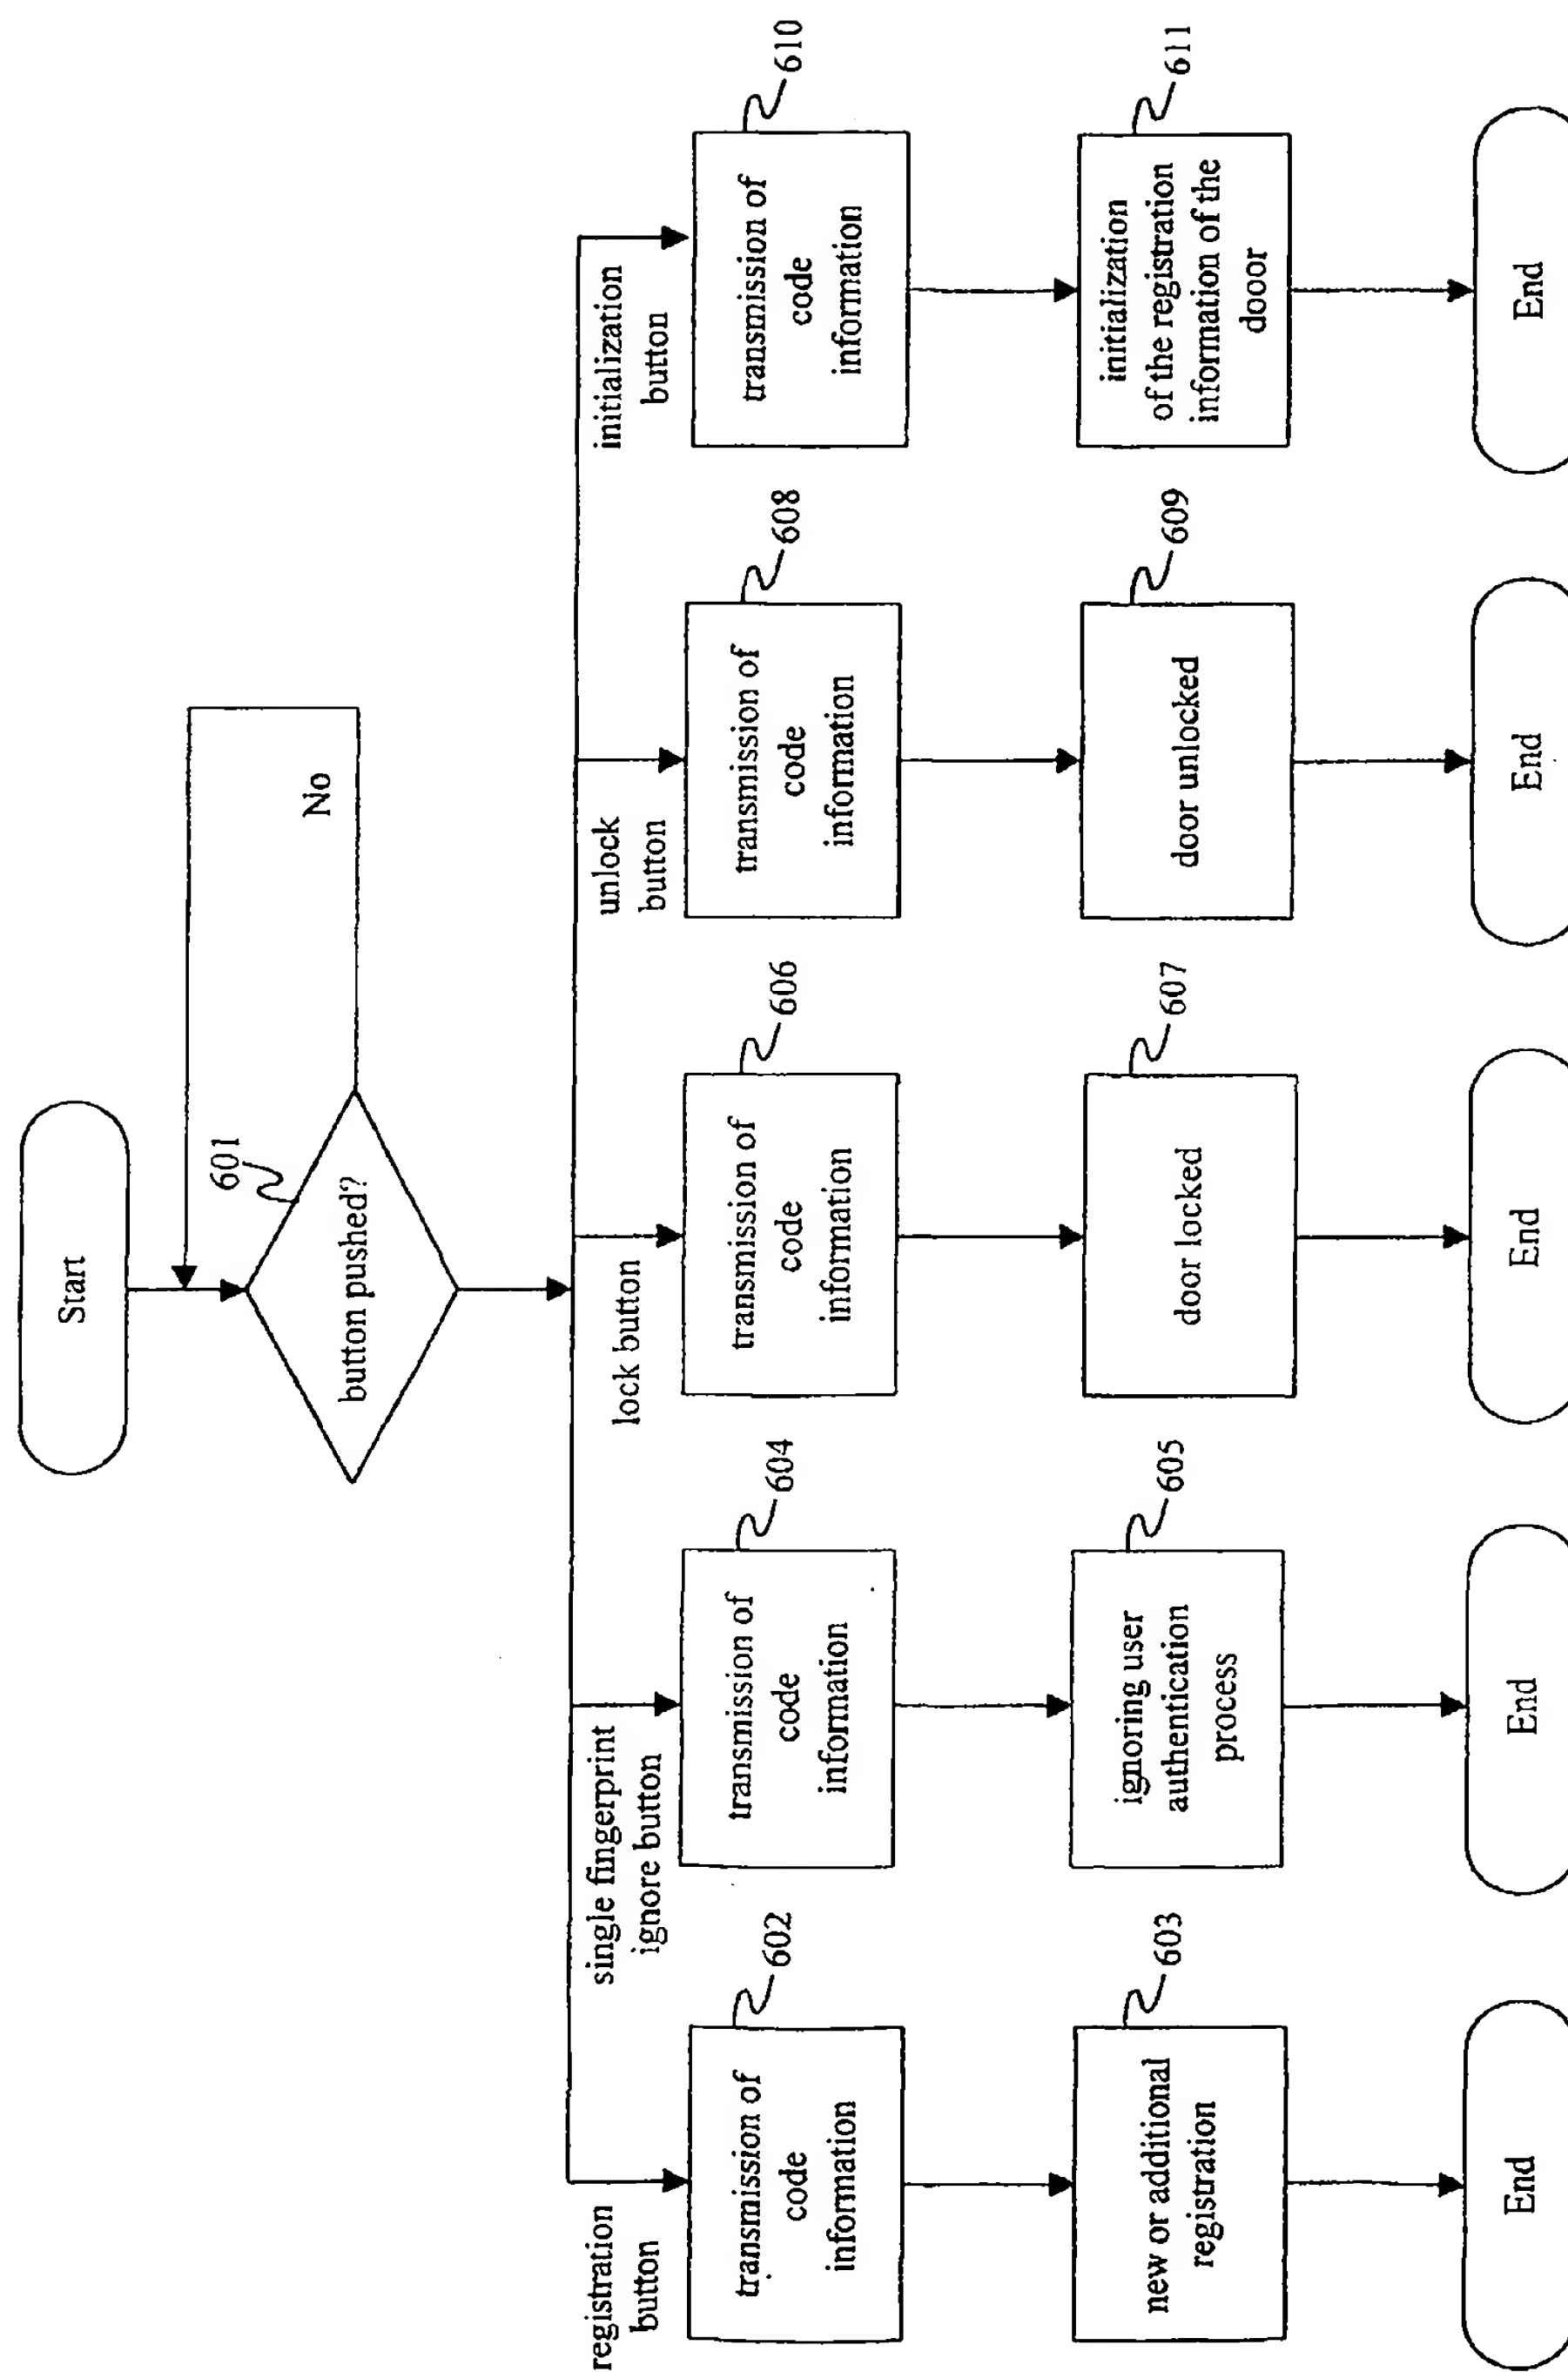 Start
601
button pushed?
No
registration
button
single fingerprint
ignore button
lock button
unlock
button
initialization
button
602
transmission of
code
information
604
transmission of
code
information
606
transmission of
code
information
608
transmission of
code
information
610
transmission of
code
information
603
new or additional
registration
605
ignoring user
authentication
process
607
door locked
609
door unlocked
611
initialization
of the registration
information of the
dooor
End
End
End
End
End